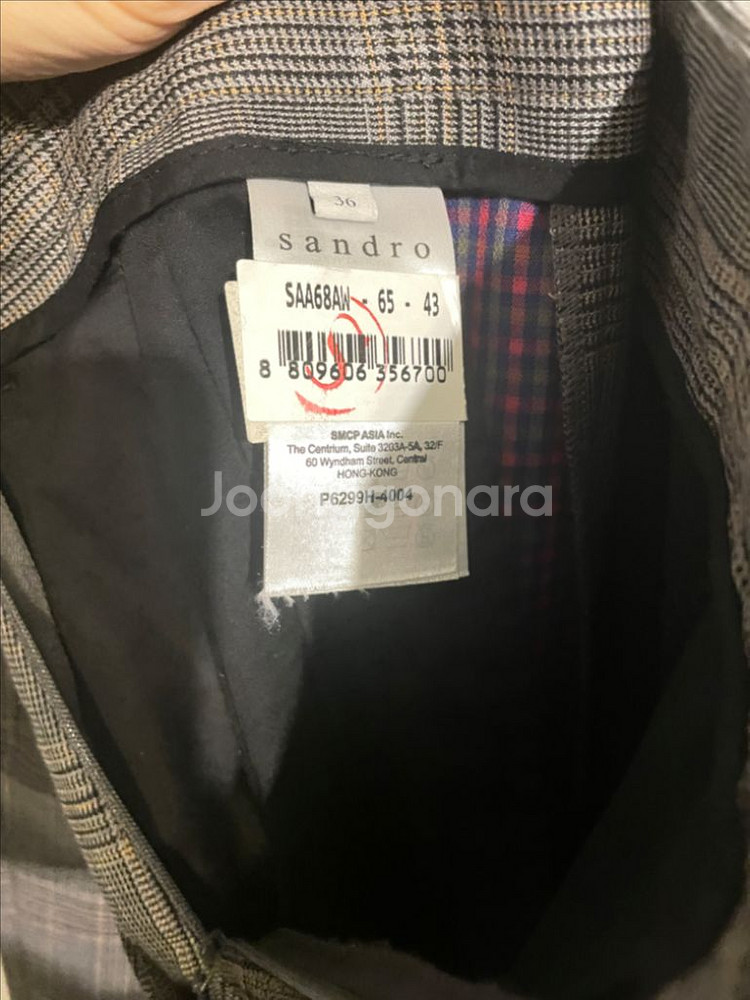 36
sandro
SAA68AW - 65 - 43
8 809606 356700
SMCP ASIA Inc.
The Centrium, Suite 3203A-5A, 32/F
60 Wyndham Street, Central
HONG-KONG
P6299H-4004